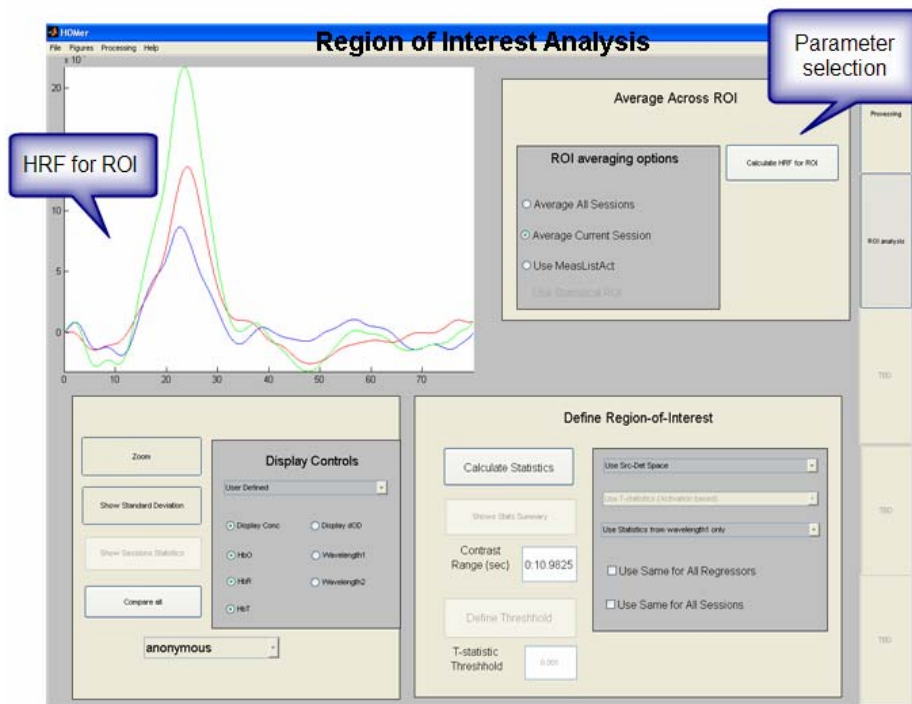 HOMer
File Figures Processing Help
Region of Interest Analysis
Parameter
selection
x 10
20
10
5
0
0 10 20 30 40 50 60 70
HRF for ROI
Average Across ROI
ROI averaging options
Average All Sessions
Average Current Session
Use MeasListAct
Use Statistical ROI
Calculate HRF for ROI
Processing
ROI analysis
TBD
TBD
TBD
Zoom
Show Standard Deviation
Show Sessions Statistics
Compare all
anonymous
Display Controls
User Defined
Display Conc
Display dOD
HbO
Wavelength1
HbR
Wavelength2
HbT
Define Region-of-Interest
Calculate Statistics
Shows Stats Summary
Contrast
Range (sec)
0:10.9825
Define Threshhold
T-statistic
Threshhold
0.001
Use Src-Det Space
Use T-statistics (Activation based)
Use Statistics from wavelength1 only
Use Same for All Regressors
Use Same for All Sessions